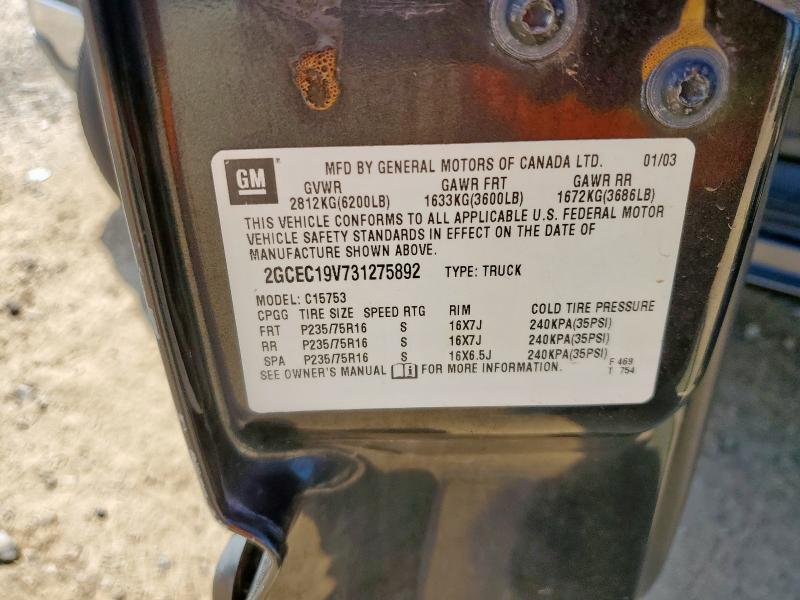 GM
MFD BY GENERAL MOTORS OF CANADA LTD. 01/03
GVWR GAWR FRT GAWR RR
2812KG(6200LB) 1633KG(3600LB) 1672KG(3686LB)
THIS VEHICLE CONFORMS TO ALL APPLICABLE U.S. FEDERAL MOTOR
VEHICLE SAFETY STANDARDS IN EFFECT ON THE DATE OF
MANUFACTURE SHOWN ABOVE.
2GCEC19V731275892 TYPE: TRUCK
MODEL: C15753
CPGG TIRE SIZE SPEED RTG RIM COLD TIRE PRESSURE
FRT P235/75R16 S 16X7J 240KPA(35PSI)
RR P235/75R16 S 16X7J 240KPA(35PSI)
SPA P235/75R16 S 16X6.5J 240KPA(35PSI)
SEE OWNER'S MANUAL i FOR MORE INFORMATION.
F 469
T 754